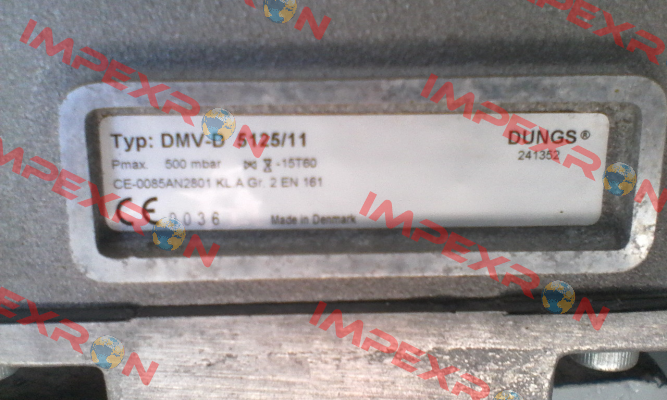 Typ: DMV-D 5125/11 DUNGS®
241352
Pmax. 500 mbar -15T60
CE-0085AN2801 KL A Gr. 2 EN 161
CE 0036 Made in Denmark
IMPEXRON
IMPEXRON
IMPEXRON
IMPEXRON
IMPEXRON
IMPEXRON